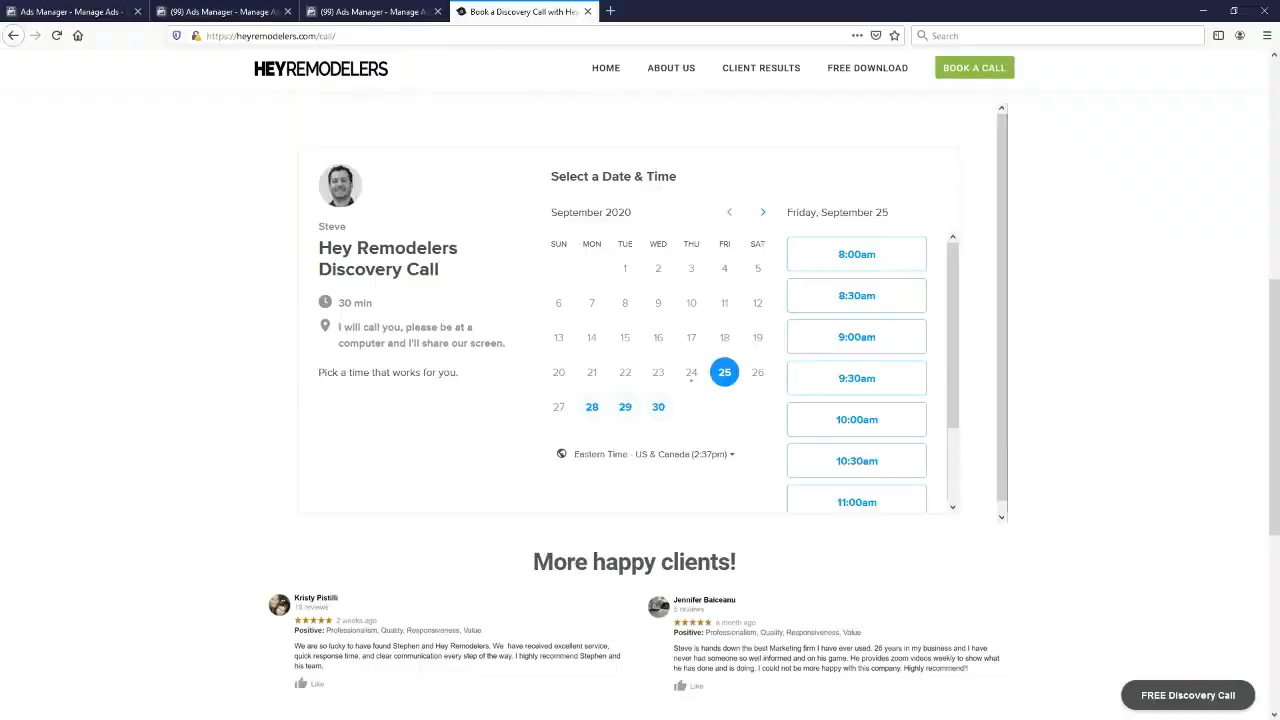 Ads Manager - Manage Ads -
(99) Ads Manager - Manage Ad
(99) Ads Manager - Manage Ad
Book a Discovery Call with Hey
https://heyremodelers.com/call/
Search
HEYREMODELERS
HOME
ABOUT US
CLIENT RESULTS
FREE DOWNLOAD
BOOK A CALL
Steve
Hey Remodelers
Discovery Call
30 min
I will call you, please be at a
computer and I'll share our screen.
Pick a time that works for you.
Select a Date & Time
September 2020
SUN MON TUE WED THU FRI SAT
1 2 3 4 5
6 7 8 9 10 11 12
13 14 15 16 17 18 19
20 21 22 23 24 25 26
27 28 29 30
Eastern Time - US & Canada (2:37pm)
Friday, September 25
8:00am
8:30am
9:00am
9:30am
10:00am
10:30am
11:00am
More happy clients!
Kristy Pistilli
19 reviews
2 weeks ago
Positive: Professionalism, Quality, Responsiveness, Value
We are so lucky to have found Stephen and Hey Remodelers. We have received excellent service,
quick response time, and clear communication every step of the way. I highly recommend Stephen and
his team.
Like
Jennifer Baiceanu
5 reviews
a month ago
Positive: Professionalism, Quality, Responsiveness, Value
Steve is hands down the best Marketing firm I have ever used. 26 years in my business and I have
never had someone so well informed and on his game. He provides zoom videos weekly to show what
he has done and is doing. I could not be more happy with this company. Highly recommend!!
Like
FREE Discovery Call